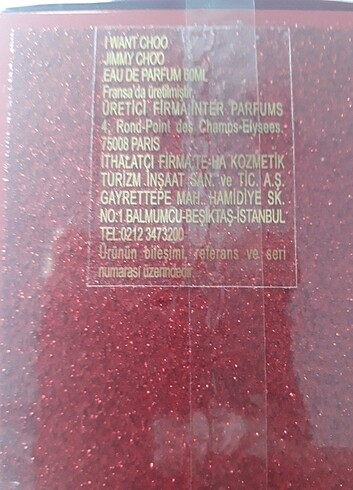 I WANT CHOO
JIMMY CHOO
EAU DE PARFUM 60ML
Fransa'da üretilmiştir.
ÜRETİCİ FİRMA:INTER PARFUMS
4, Rond-Point des Champs-Elysees,
75008 PARIS
İTHALATÇI FİRMA:TE-HA KOZMETİK
TURİZM İNŞAAT SAN. ve TİC. A.Ş.
GAYRETTEPE MAH. HAMİDİYE SK.
NO:1 BALMUMCU-BEŞİKTAŞ-İSTANBUL
TEL:0212 3473200
Ürünün bileşimi, referans ve seri
numarası üzerindedir.